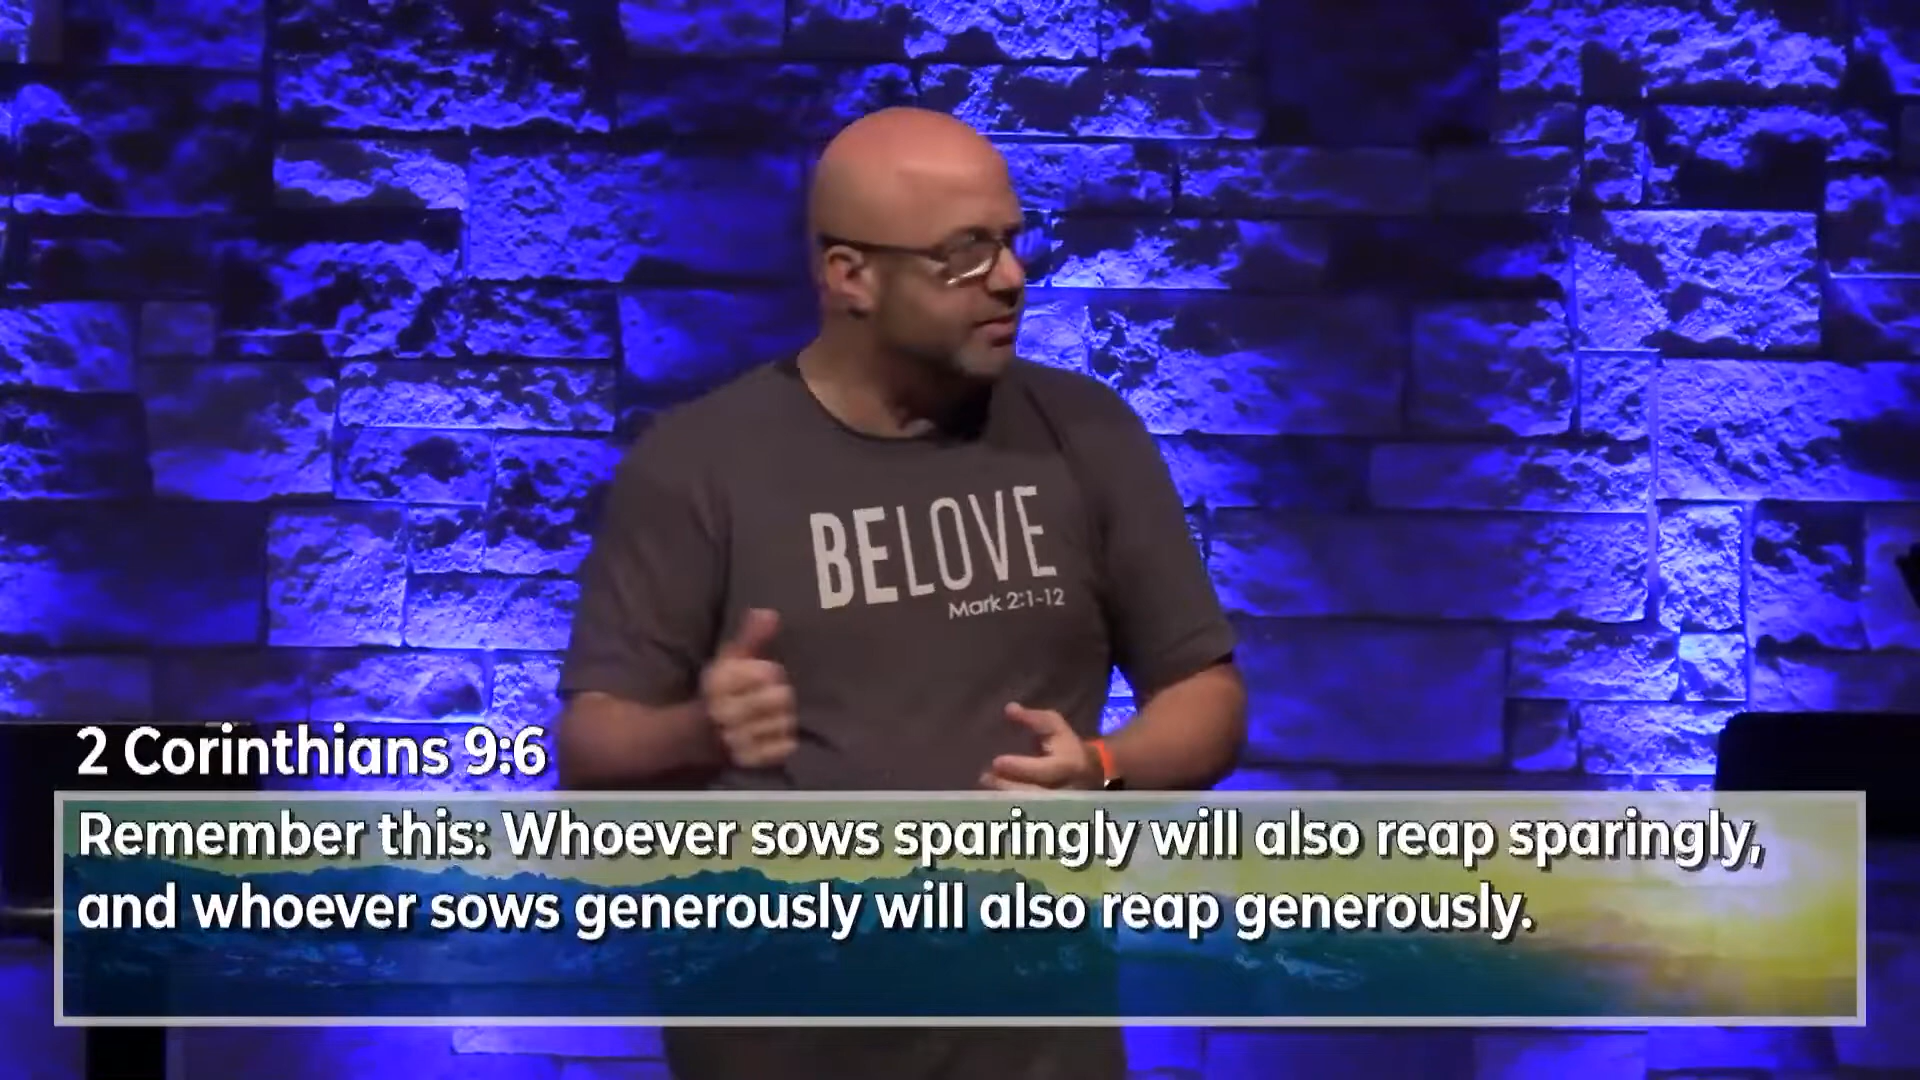 BELOVE
Mark 2:1-12
2 Corinthians 9:6
Remember this: Whoever sows sparingly will also reap sparingly,
and whoever sows generously will also reap generously.